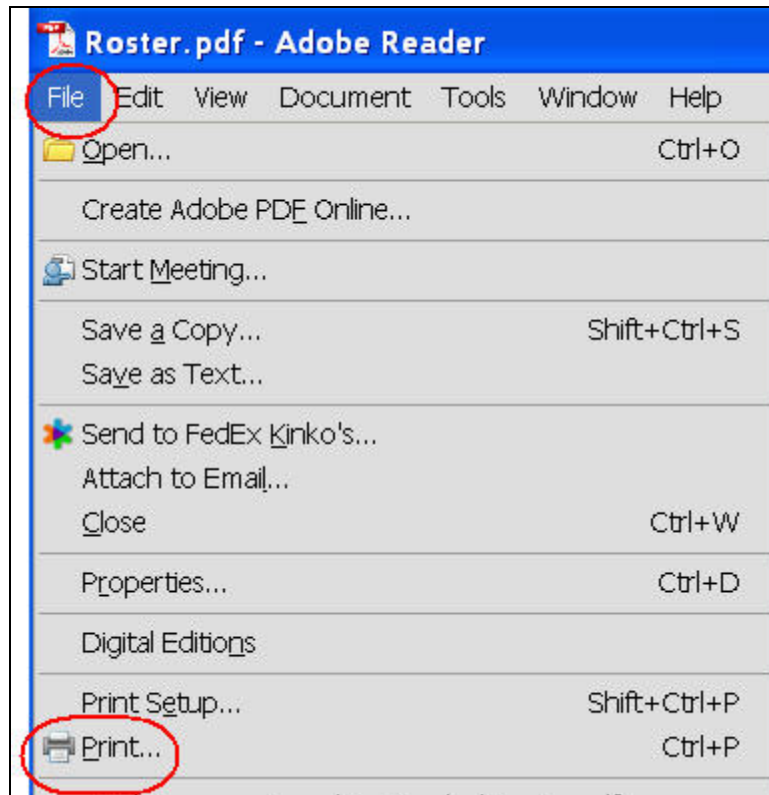 Roster.pdf - Adobe Reader
File Edit View Document Tools Window Help
Open... Ctrl+O
Create Adobe PDF Online...
Start Meeting...
Save a Copy... Shift+Ctrl+S
Save as Text...
Send to FedEx Kinko's...
Attach to Email...
Close Ctrl+W
Properties... Ctrl+D
Digital Editions
Print Setup... Shift+Ctrl+P
Print... Ctrl+P